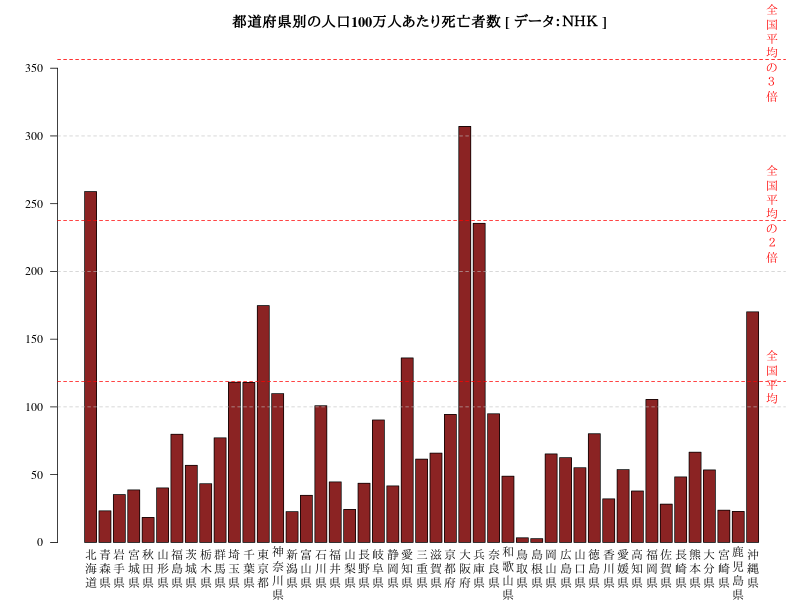 都道府県別の人口100万人あたり死亡者数 [ データ：NHK ]
全国平均の3倍
350
300
250
全国平均の2倍
200
150
全国平均
100
50
0
北海道
青森県
岩手県
宮城県
秋田県
山形県
福島県
茨城県
栃木県
群馬県
埼玉県
千葉県
東京都
神奈川県
新潟県
富山県
石川県
福井県
山梨県
長野県
岐阜県
静岡県
愛知県
三重県
滋賀県
京都府
大阪府
兵庫県
奈良県
和歌山県
鳥取県
島根県
岡山県
広島県
山口県
徳島県
香川県
愛媛県
高知県
福岡県
佐賀県
長崎県
熊本県
大分県
宮崎県
鹿児島県
沖縄県